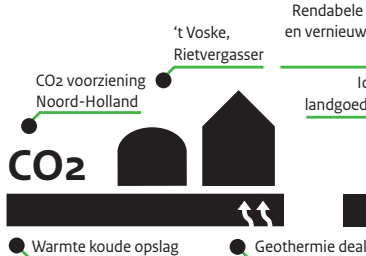 Rendabele
en vernieuw
't Voske,
Rietvergasser
landgoed
CO2 voorziening
Noord-Holland
CO2
Warmte koude opslag
Geothermie deal